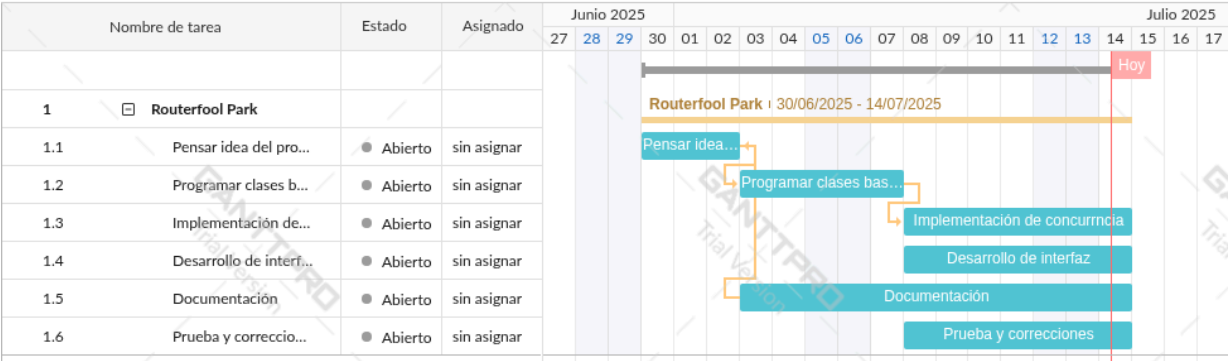 Nombre de tarea Estado Asignado
Junio 2025 Julio 2025
27 28 29 30 01 02 03 04 05 06 07 08 09 10 11 12 13 14 15 16 17
Hoy
1 Routerfool Park
Routerfool Park 30/06/2025 - 14/07/2025
1.1 Pensar idea del pro... Abierto sin asignar Pensar idea...
1.2 Programar clases b... Abierto sin asignar Programar clases bas...
1.3 Implementación de... Abierto sin asignar Implementación de concurrncia
1.4 Desarrollo de interf... Abierto sin asignar Desarrollo de interfaz
1.5 Documentación Abierto sin asignar Documentación
1.6 Prueba y correccio... Abierto sin asignar Prueba y correcciones
GANTTPRO
Trial Version
GANTTPRO
Trial Version